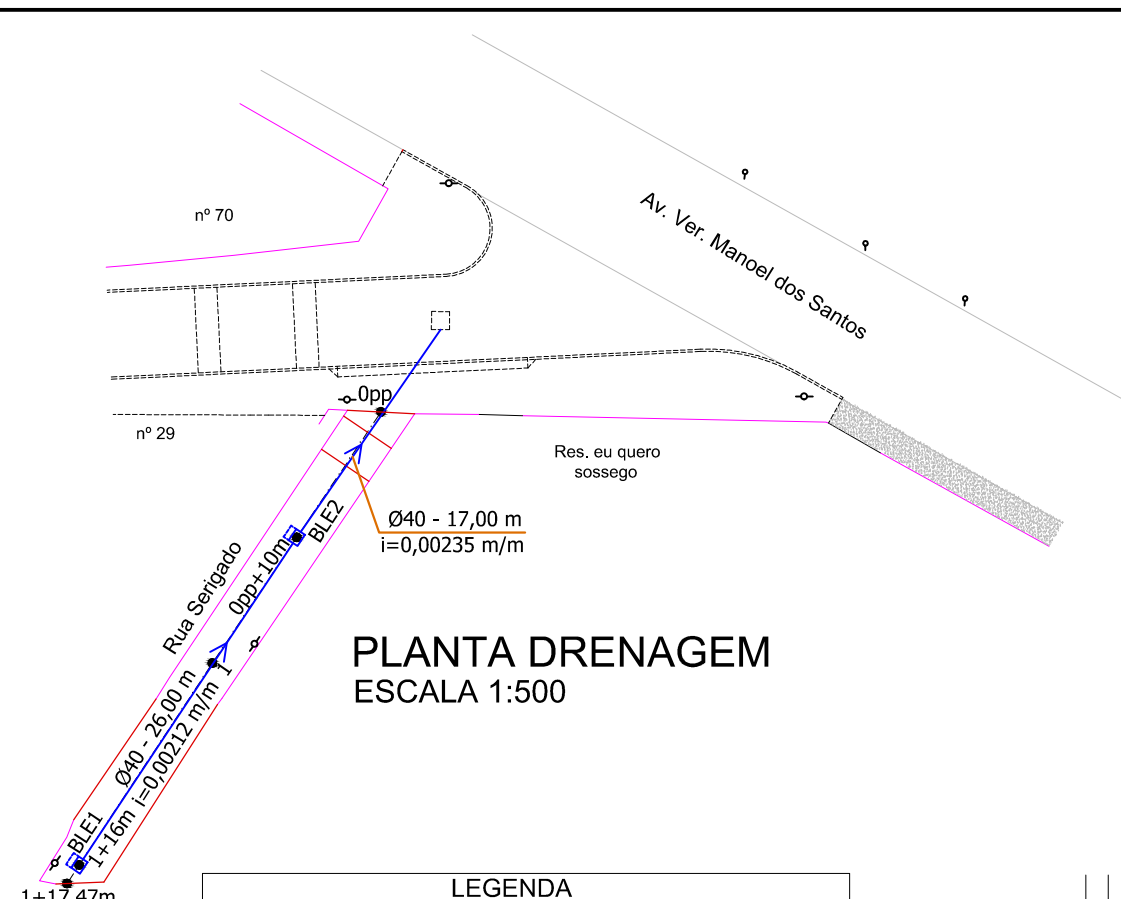 nº 70
Av. Ver. Manoel dos Santos
0pp
nº 29
Res. eu quero
sossego
Ø40 - 17,00 m
i=0,00235 m/m
BLE2
0pp+10m
Rua Serigado
PLANTA DRENAGEM
ESCALA 1:500
1
Ø40 - 26,00 m
i=0,00212 m/m
BLE1
1+16m
1+17,47m
LEGENDA